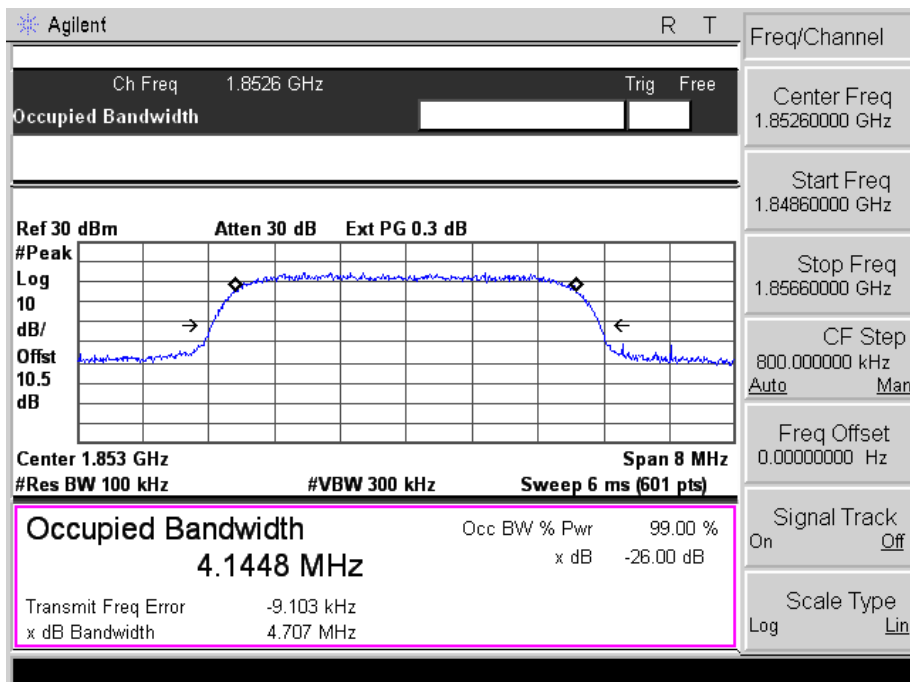 Agilent R T
Ch Freq 1.8526 GHz Trig Free
Occupied Bandwidth
Ref 30 dBm Atten 30 dB Ext PG 0.3 dB
#Peak
Log
10
dB/
Offst
10.5
dB
Center 1.853 GHz Span 8 MHz
#Res BW 100 kHz #VBW 300 kHz Sweep 6 ms (601 pts)
Occupied Bandwidth
4.1448 MHz
Occ BW % Pwr 99.00 %
x dB -26.00 dB
Transmit Freq Error -9.103 kHz
x dB Bandwidth 4.707 MHz
Freq/Channel
Center Freq
1.85260000 GHz
Start Freq
1.84860000 GHz
Stop Freq
1.85660000 GHz
CF Step
800.000000 kHz
Auto Man
Freq Offset
0.00000000 Hz
Signal Track
On Off
Scale Type
Log Lin